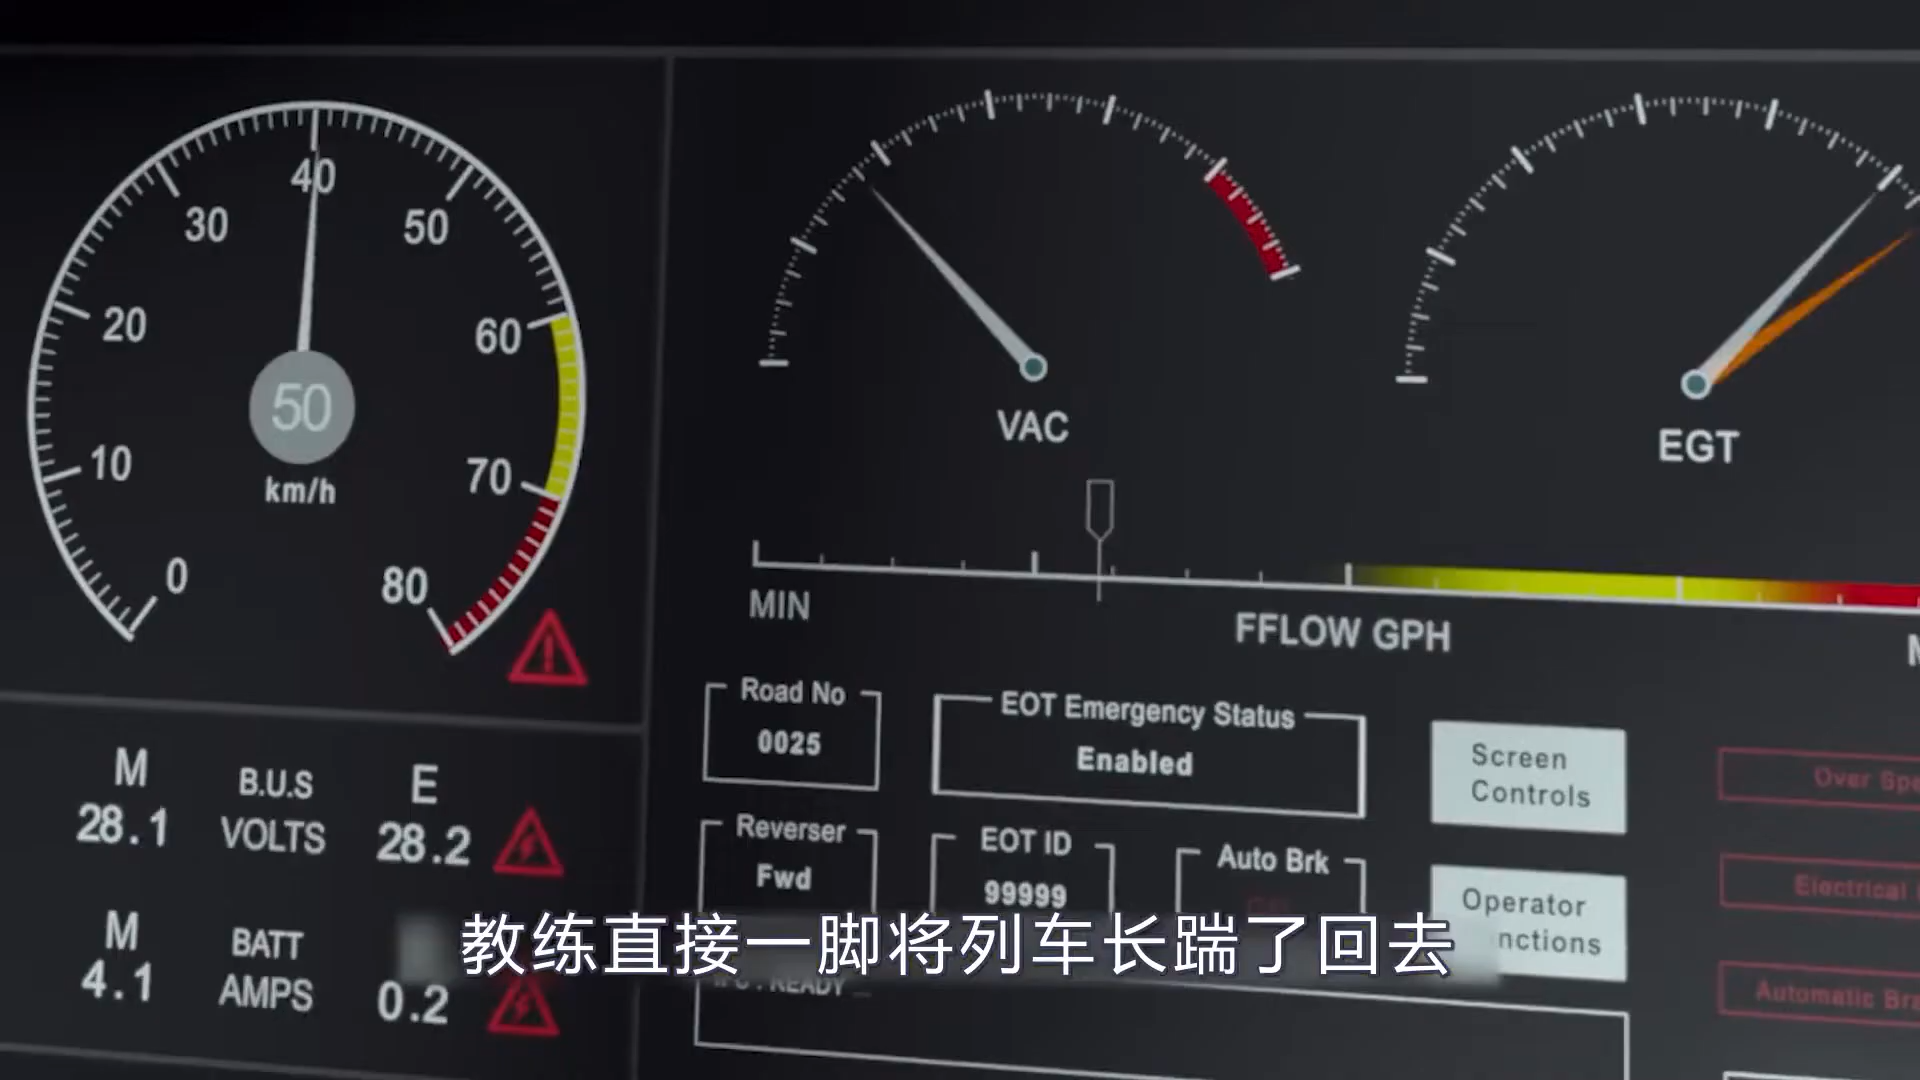 40
30
50
20
60
50
10
70
km/h
0
80
VAC
EGT
MIN
FFLOW GPH
Road No
0025
EOT Emergency Status
Enabled
Screen
Controls
M
28.1
B.U.S
VOLTS
E
28.2
Reverser
Fwd
EOT ID
99999
Auto Brk
Operator
Electrical
M
4.1
BATT
AMPS
0.2
教练直接一脚将列车长踹了回去
READY
Automatic